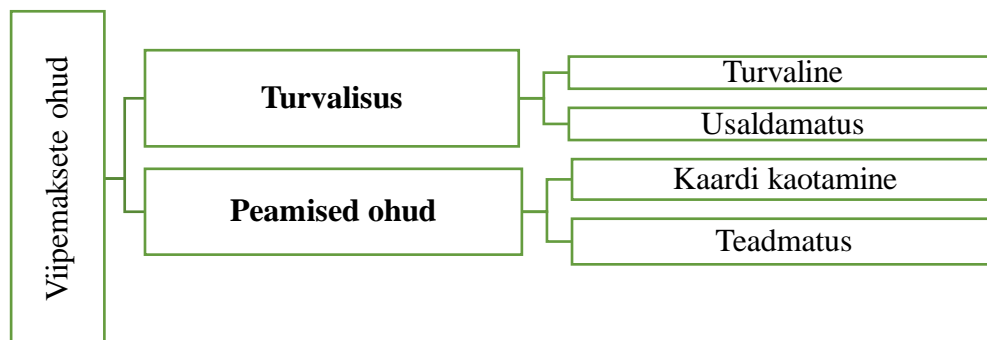 Viipemaksete ohud
Turvalisus
Turvaline
Usaldamatus
Peamised ohud
Kaardi kaotamine
Teadmatus